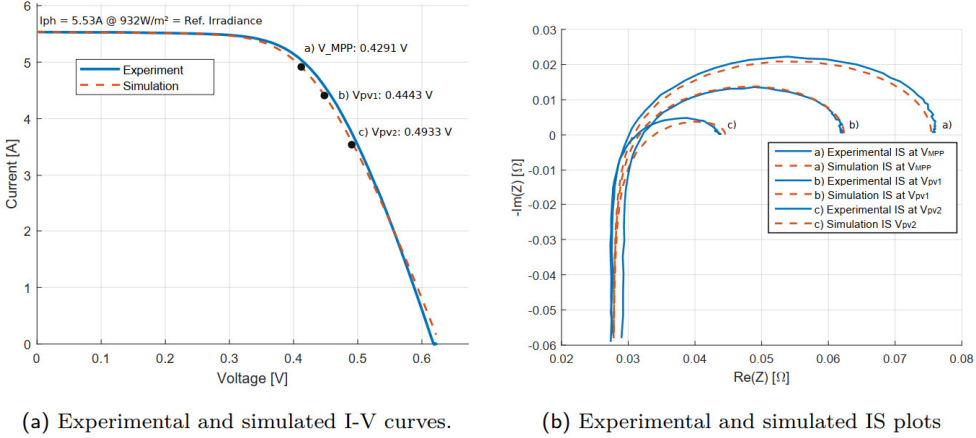 Iph = 5.53A @ 932W/m² = Ref. Irradiance
a) V_MPP: 0.4291 V
Experiment
Simulation
b) Vpv₁: 0.4443 V
c) Vpv₂: 0.4933 V
6
5
4
3
2
1
0
Current [A]
0 0.1 0.2 0.3 0.4 0.5 0.6
Voltage [V]
(a) Experimental and simulated I-V curves.
0.04
0.03
0.02
0.01
0
-0.01
-0.02
-0.03
-0.04
-0.05
-0.06
-Im(Z) [Ω]
c) b) a)
a) Experimental IS at VMPP
a) Simulation IS at VMPP
b) Experimental IS at Vpv1
b) Simulation IS at Vpv1
c) Experimental IS at Vpv2
c) Simulation IS Vpv2
0.02 0.03 0.04 0.05 0.06 0.07 0.08
Re(Z) [Ω]
(b) Experimental and simulated IS plots